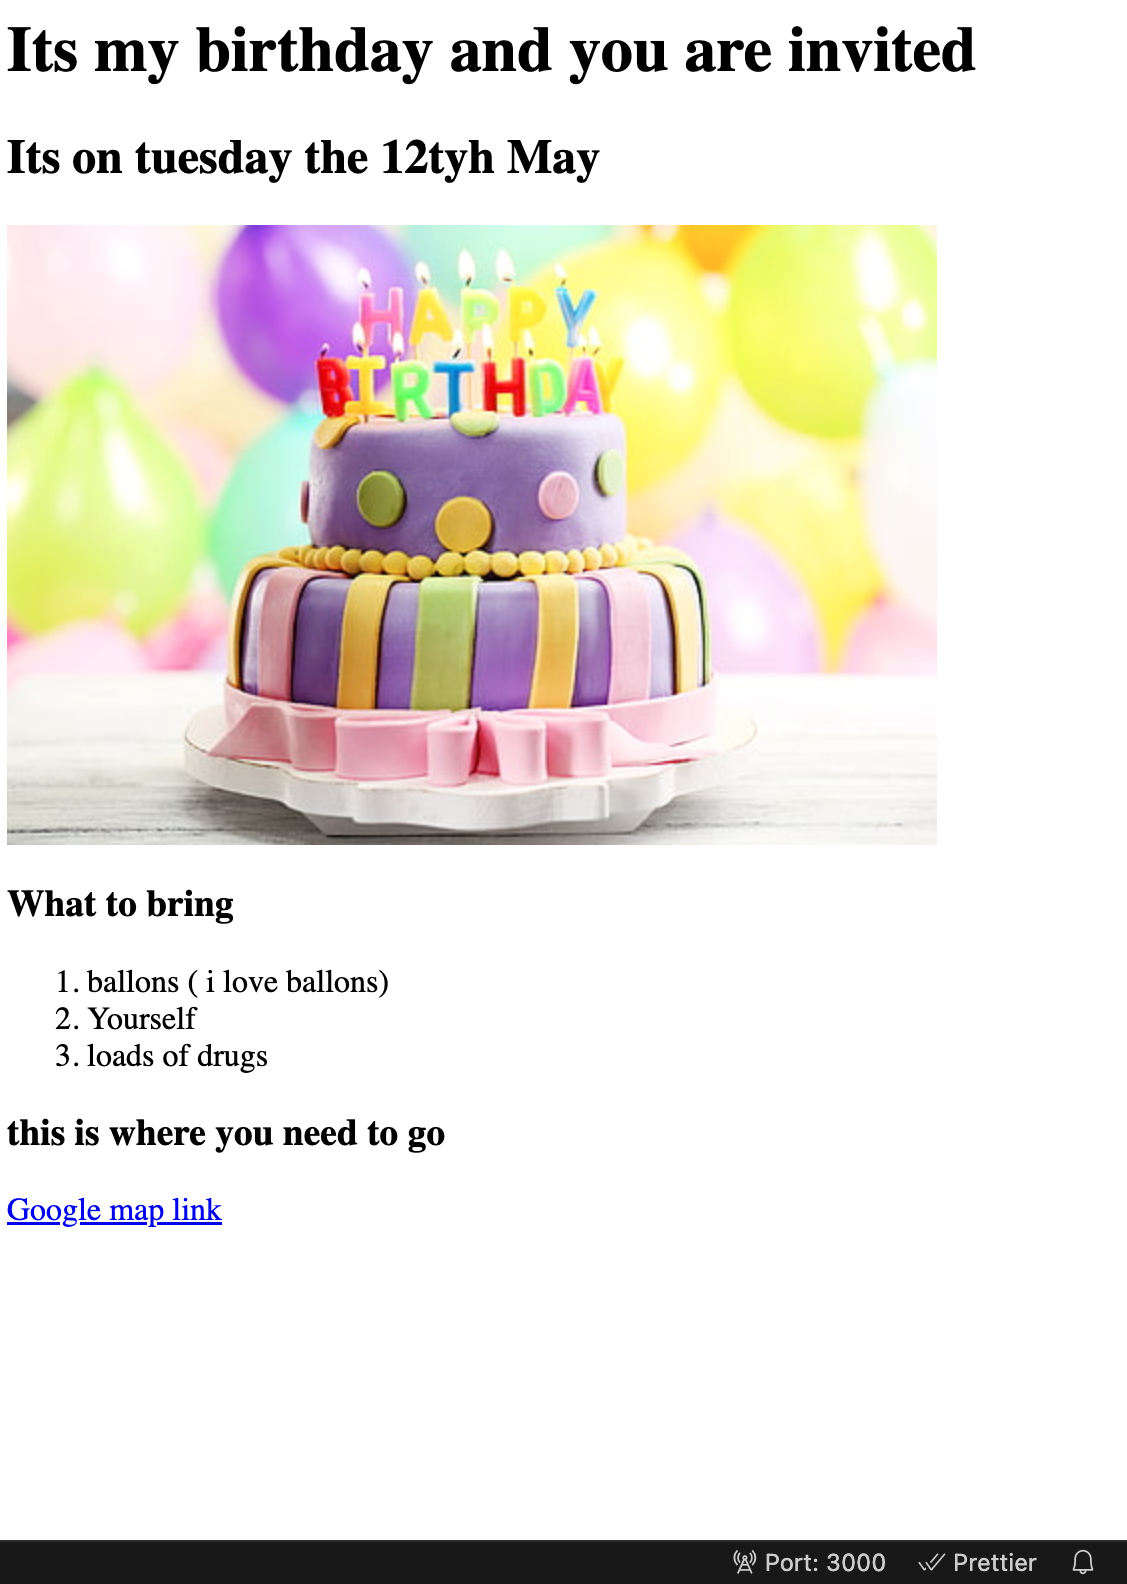 Its my birthday and you are invited
Its on tuesday the 12tyh May
HAPPY
BIRTHDAY
What to bring
1. ballons ( i love ballons)
2. Yourself
3. loads of drugs
this is where you need to go
Google map link
Port: 3000 Prettier